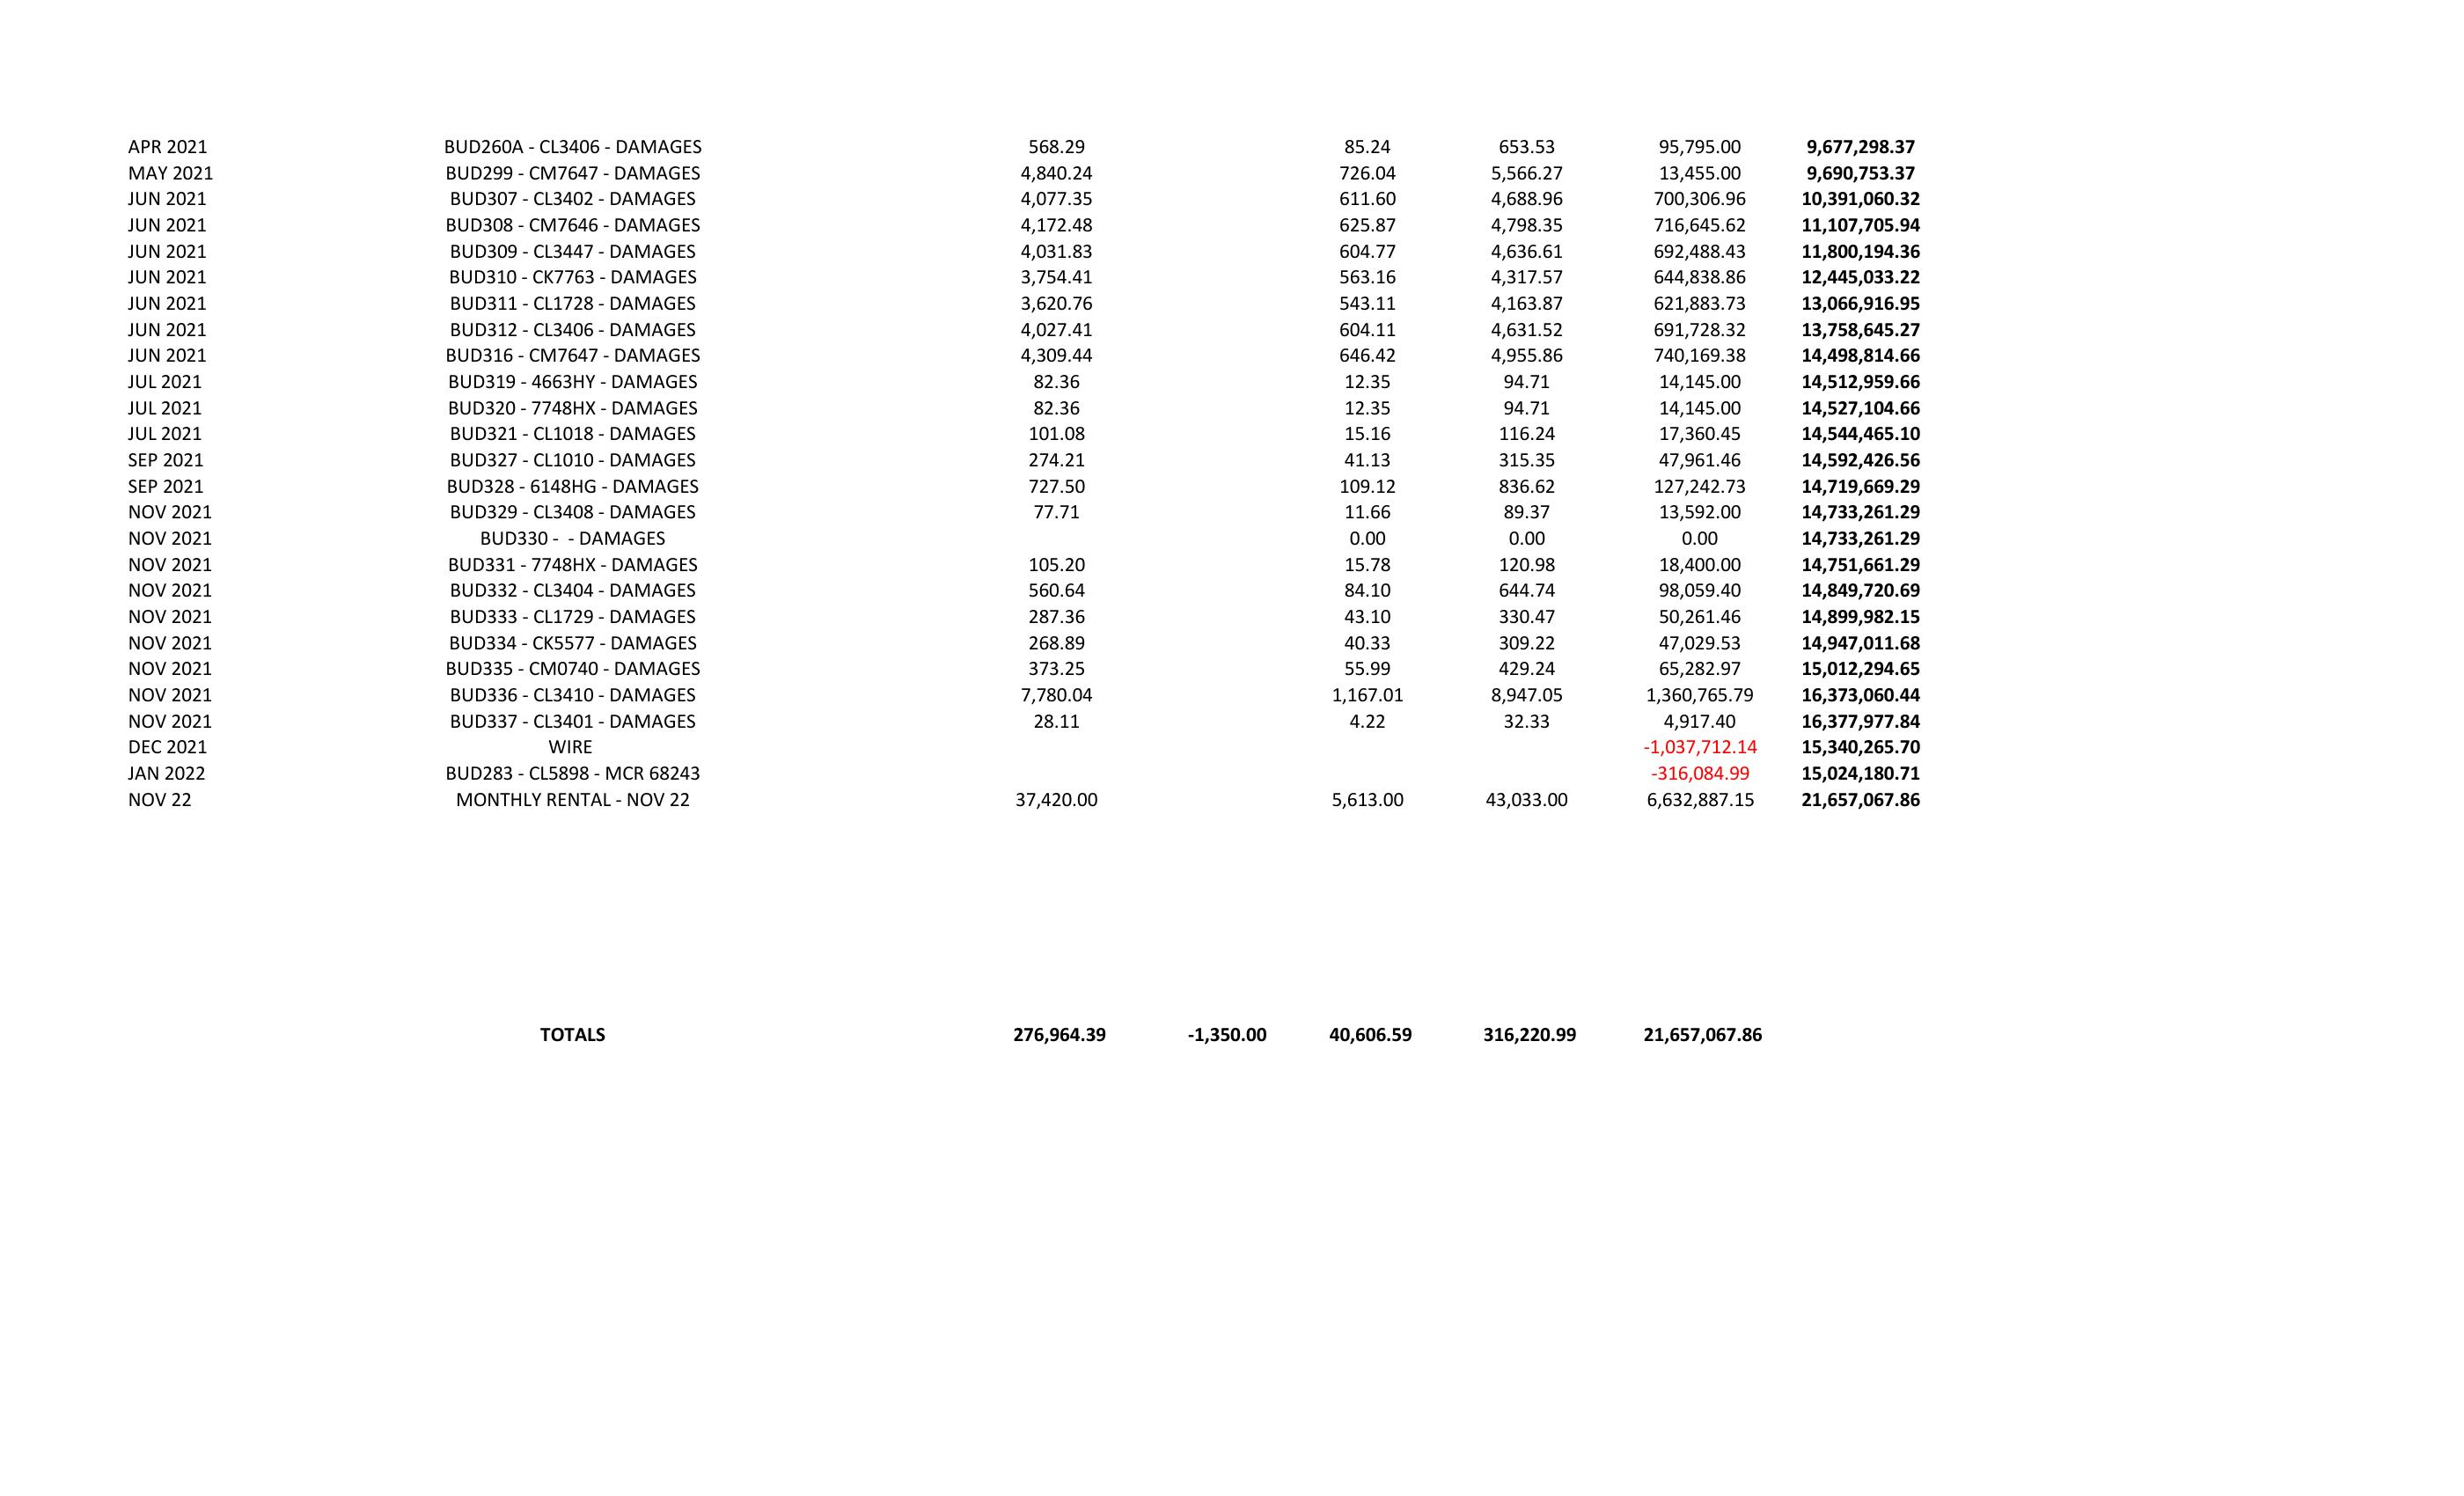 APR 2021 BUD260A - CL3406 - DAMAGES 568.29 85.24 653.53 95,795.00 9,677,298.37
MAY 2021 BUD299 - CM7647 - DAMAGES 4,840.24 726.04 5,566.27 13,455.00 9,690,753.37
JUN 2021 BUD307 - CL3402 - DAMAGES 4,077.35 611.60 4,688.96 700,306.96 10,391,060.32
JUN 2021 BUD308 - CM7646 - DAMAGES 4,172.48 625.87 4,798.35 716,645.62 11,107,705.94
JUN 2021 BUD309 - CL3447 - DAMAGES 4,031.83 604.77 4,636.61 692,488.43 11,800,194.36
JUN 2021 BUD310 - CK7763 - DAMAGES 3,754.41 563.16 4,317.57 644,838.86 12,445,033.22
JUN 2021 BUD311 - CL1728 - DAMAGES 3,620.76 543.11 4,163.87 621,883.73 13,066,916.95
JUN 2021 BUD312 - CL3406 - DAMAGES 4,027.41 604.11 4,631.52 691,728.32 13,758,645.27
JUN 2021 BUD316 - CM7647 - DAMAGES 4,309.44 646.42 4,955.86 740,169.38 14,498,814.66
JUL 2021 BUD319 - 4663HY - DAMAGES 82.36 12.35 94.71 14,145.00 14,512,959.66
JUL 2021 BUD320 - 7748HX - DAMAGES 82.36 12.35 94.71 14,145.00 14,527,104.66
JUL 2021 BUD321 - CL1018 - DAMAGES 101.08 15.16 116.24 17,360.45 14,544,465.10
SEP 2021 BUD327 - CL1010 - DAMAGES 274.21 41.13 315.35 47,961.46 14,592,426.56
SEP 2021 BUD328 - 6148HG - DAMAGES 727.50 109.12 836.62 127,242.73 14,719,669.29
NOV 2021 BUD329 - CL3408 - DAMAGES 77.71 11.66 89.37 13,592.00 14,733,261.29
NOV 2021 BUD330 - - DAMAGES 0.00 0.00 0.00 14,733,261.29
NOV 2021 BUD331 - 7748HX - DAMAGES 105.20 15.78 120.98 18,400.00 14,751,661.29
NOV 2021 BUD332 - CL3404 - DAMAGES 560.64 84.10 644.74 98,059.40 14,849,720.69
NOV 2021 BUD333 - CL1729 - DAMAGES 287.36 43.10 330.47 50,261.46 14,899,982.15
NOV 2021 BUD334 - CK5577 - DAMAGES 268.89 40.33 309.22 47,029.53 14,947,011.68
NOV 2021 BUD335 - CM0740 - DAMAGES 373.25 55.99 429.24 65,282.97 15,012,294.65
NOV 2021 BUD336 - CL3410 - DAMAGES 7,780.04 1,167.01 8,947.05 1,360,765.79 16,373,060.44
NOV 2021 BUD337 - CL3401 - DAMAGES 28.11 4.22 32.33 4,917.40 16,377,977.84
DEC 2021 WIRE -1,037,712.14 15,340,265.70
JAN 2022 BUD283 - CL5898 - MCR 68243 -316,084.99 15,024,180.71
NOV 22 MONTHLY RENTAL - NOV 22 37,420.00 5,613.00 43,033.00 6,632,887.15 21,657,067.86
TOTALS 276,964.39 -1,350.00 40,606.59 316,220.99 21,657,067.86